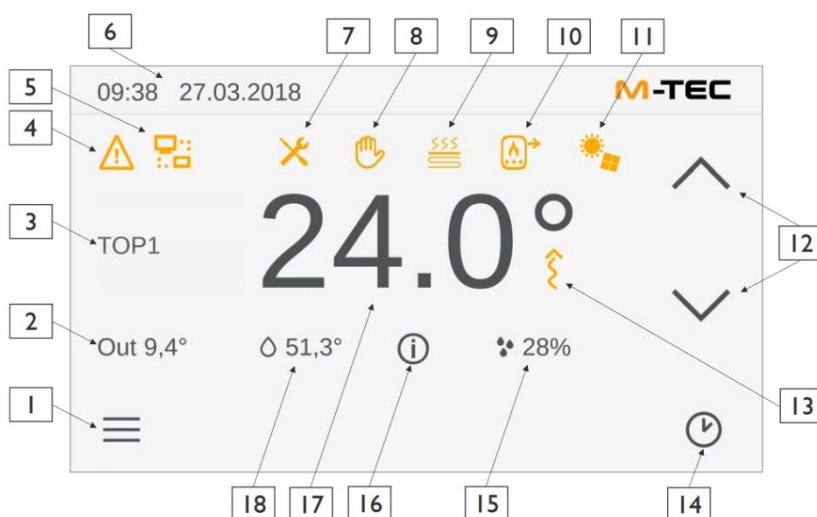 6 7 8 9 10 11
5 09:38 27.03.2018 M-TEC
4
3 TOP1 24.0° 12
2 Out 9,4° 51,3° 28%
1 13
18 17 16 15 14